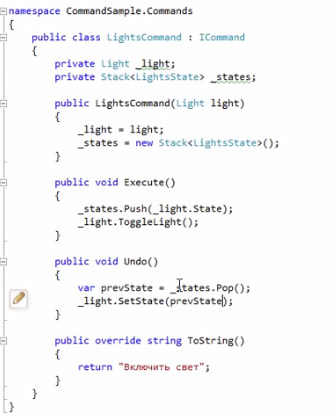 namespace CommandSample.Commands
{
public class LightsCommand : ICommand
{
private Light _light;
private Stack<LightsState> _states;
public LightsCommand(Light light)
{
_light = light;
_states = new Stack<LightsState>();
}
public void Execute()
{
_states.Push(_light.State);
_light.ToggleLight();
}
public void Undo()
{
var prevState = _states.Pop();
_light.SetState(prevState);
}
public override string ToString()
{
return "Включить свет";
}
}
}